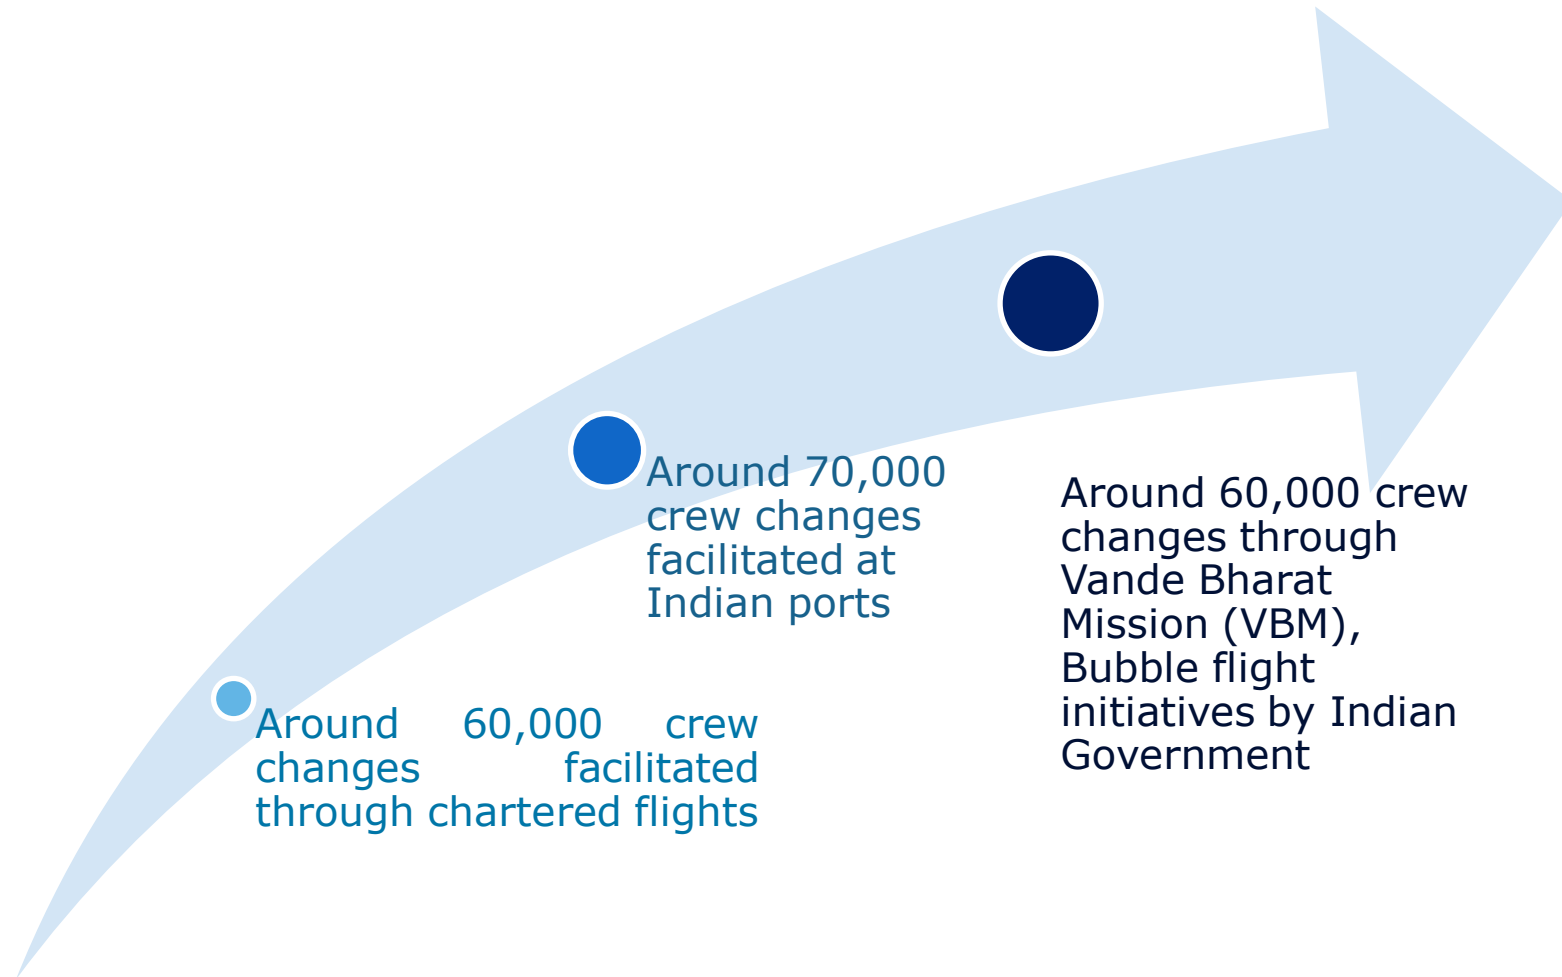 Around 60,000 crew
changes facilitated
through chartered flights
Around 70,000
crew changes
facilitated at
Indian ports
Around 60,000 crew
changes through
Vande Bharat
Mission (VBM),
Bubble flight
initiatives by Indian
Government